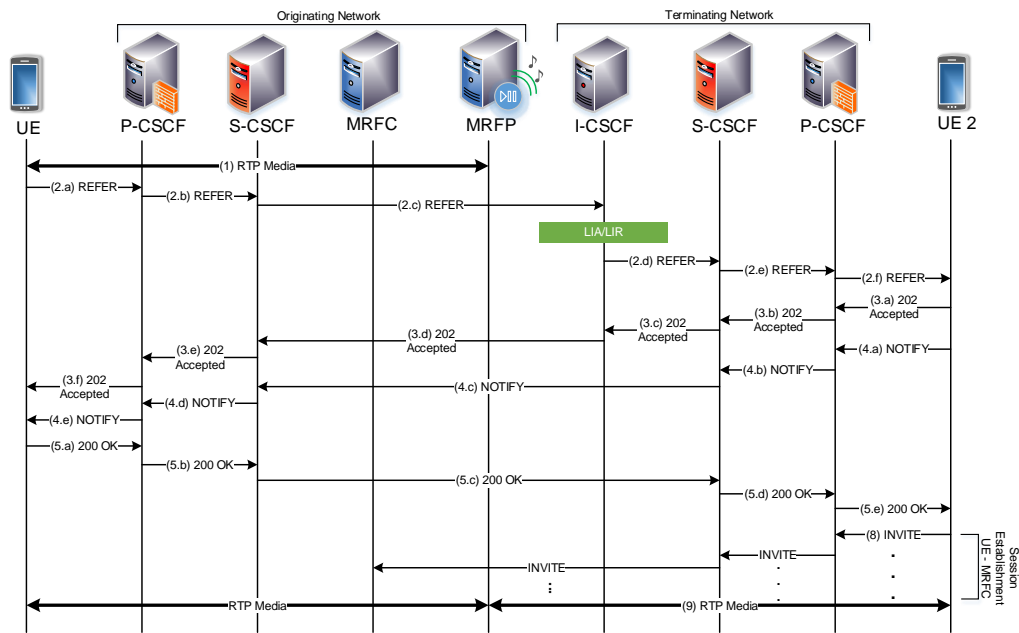 Originating Network
Terminating Network
UE
P-CSCF
S-CSCF
MRFC
MRFP
I-CSCF
S-CSCF
P-CSCF
UE 2
(1) RTP Media
(2.a) REFER
(2.b) REFER
(2.c) REFER
LIA/LIR
(2.d) REFER
(2.e) REFER
(2.f) REFER
(3.a) 202
Accepted
(3.b) 202
Accepted
(3.c) 202
Accepted
(3.d) 202
Accepted
(3.e) 202
Accepted
(3.f) 202
Accepted
(4.a) NOTIFY
(4.b) NOTIFY
(4.c) NOTIFY
(4.d) NOTIFY
(4.e) NOTIFY
(5.a) 200 OK
(5.b) 200 OK
(5.c) 200 OK
(5.d) 200 OK
(5.e) 200 OK
(8) INVITE
INVITE
INVITE
Session
Establishment
UE - MRFC
RTP Media
(9) RTP Media